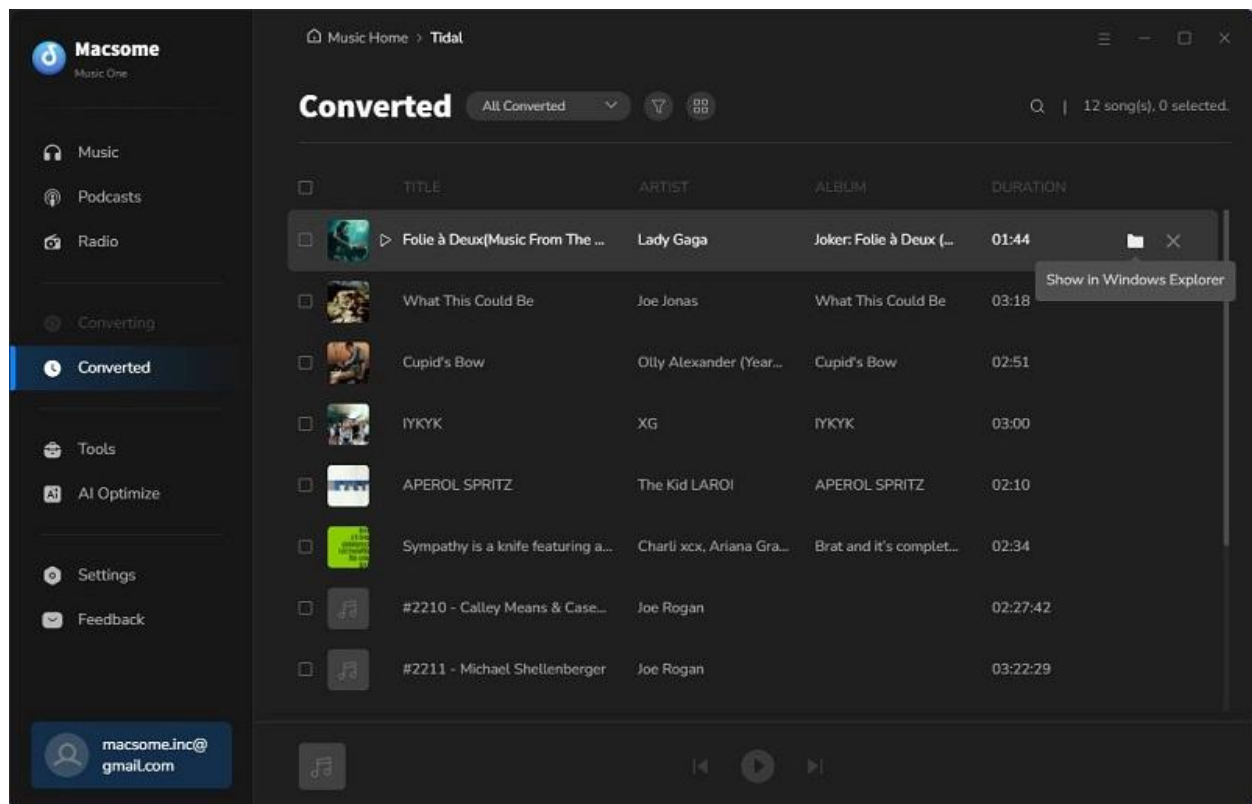 Macsome
Music One
Music Home > Tidal
Converted All Converted
12 song(s), 0 selected.
Music
Podcasts
Radio
Converting
Converted
Tools
AI Optimize
Settings
Feedback
macsome.inc@
gmail.com
TITLE ARTIST ALBUM DURATION
Folie à Deux(Music From The ... Lady Gaga Joker: Folie à Deux (... 01:44
Show in Windows Explorer
What This Could Be Joe Jonas What This Could Be 03:18
Cupid's Bow Olly Alexander (Year... Cupid's Bow 02:51
IYKYK XG IYKYK 03:00
APEROL SPRITZ The Kid LAROI APEROL SPRITZ 02:10
Sympathy is a knife featuring a... Charli xcx, Ariana Gra... Brat and it's complet... 02:34
#2210 - Calley Means & Case... Joe Rogan 02:27:42
#2211 - Michael Shellenberger Joe Rogan 03:22:29